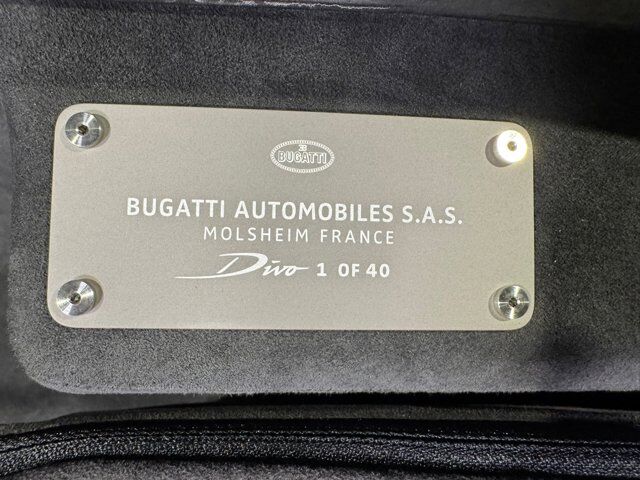 BUGATTI
BUGATTI AUTOMOBILES S.A.S.
MOLSHEIM FRANCE
Divo 1 OF 40